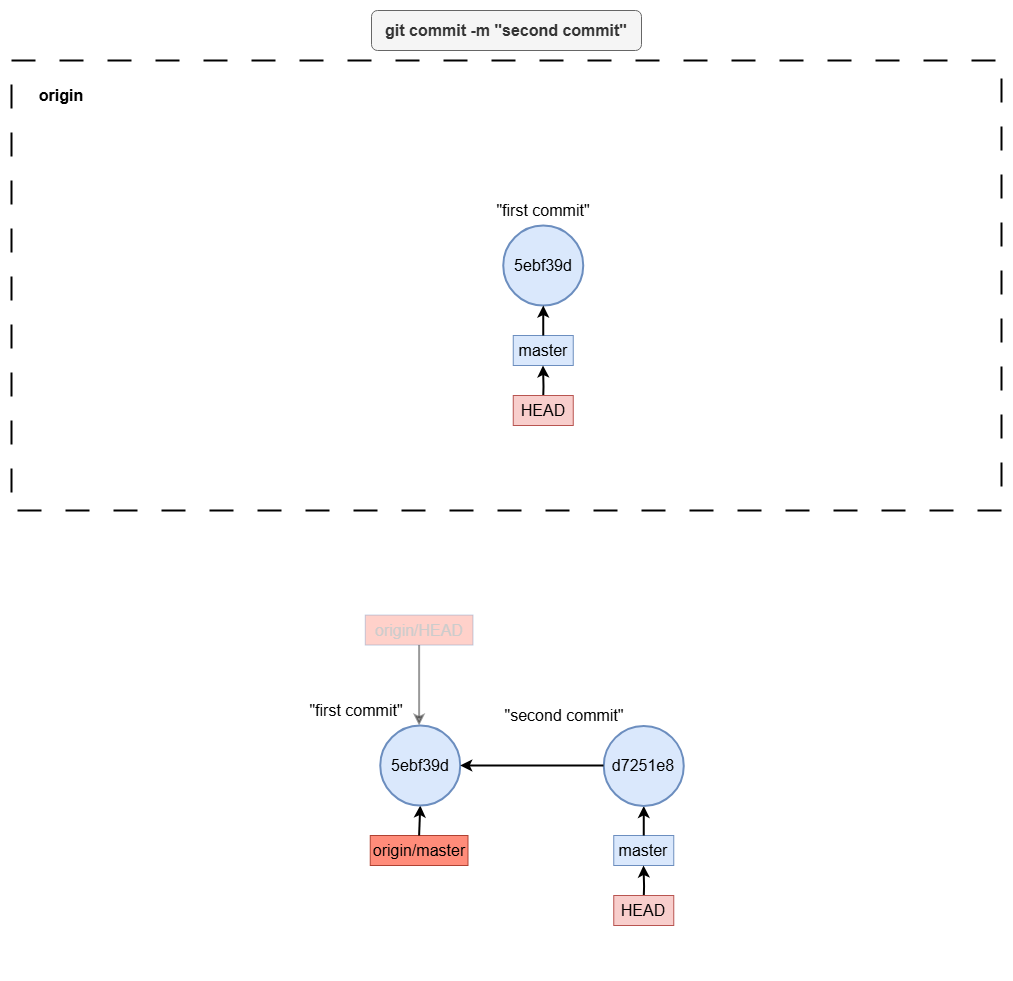 git commit -m "second commit"
origin
"first commit"
5ebf39d
master
HEAD
origin/HEAD
"first commit"
"second commit"
5ebf39d
d7251e8
origin/master
master
HEAD